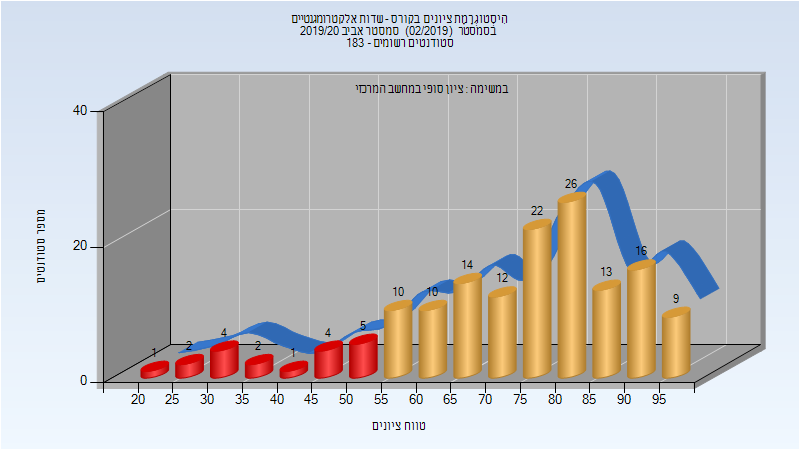 היסטוגרמת ציונים בקורס - שדות אלקטרומגנטיים
בסמסטר (02/2019) סמסטר אביב 2019/20
סטודנטים רשומים - 183
במשימה : ציון סופי במחשב המרכזי
מספר סטודנטים
40
20
0
1 2 4 2 1 4 5 10 10 14 12 22 26 13 16 9
20 25 30 35 40 45 50 55 60 65 70 75 80 85 90 95
טווח ציונים